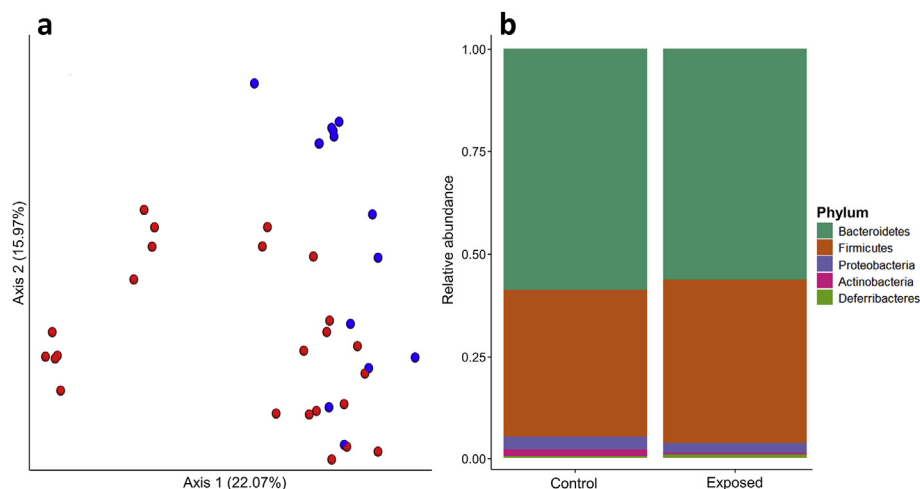 a
Axis 2 (15.97%)
Axis 1 (22.07%)
b
Relative abundance
1.00
0.75
0.50
0.25
0.00
Control
Exposed
Phylum
Bacteroidetes
Firmicutes
Proteobacteria
Actinobacteria
Deferribacteres